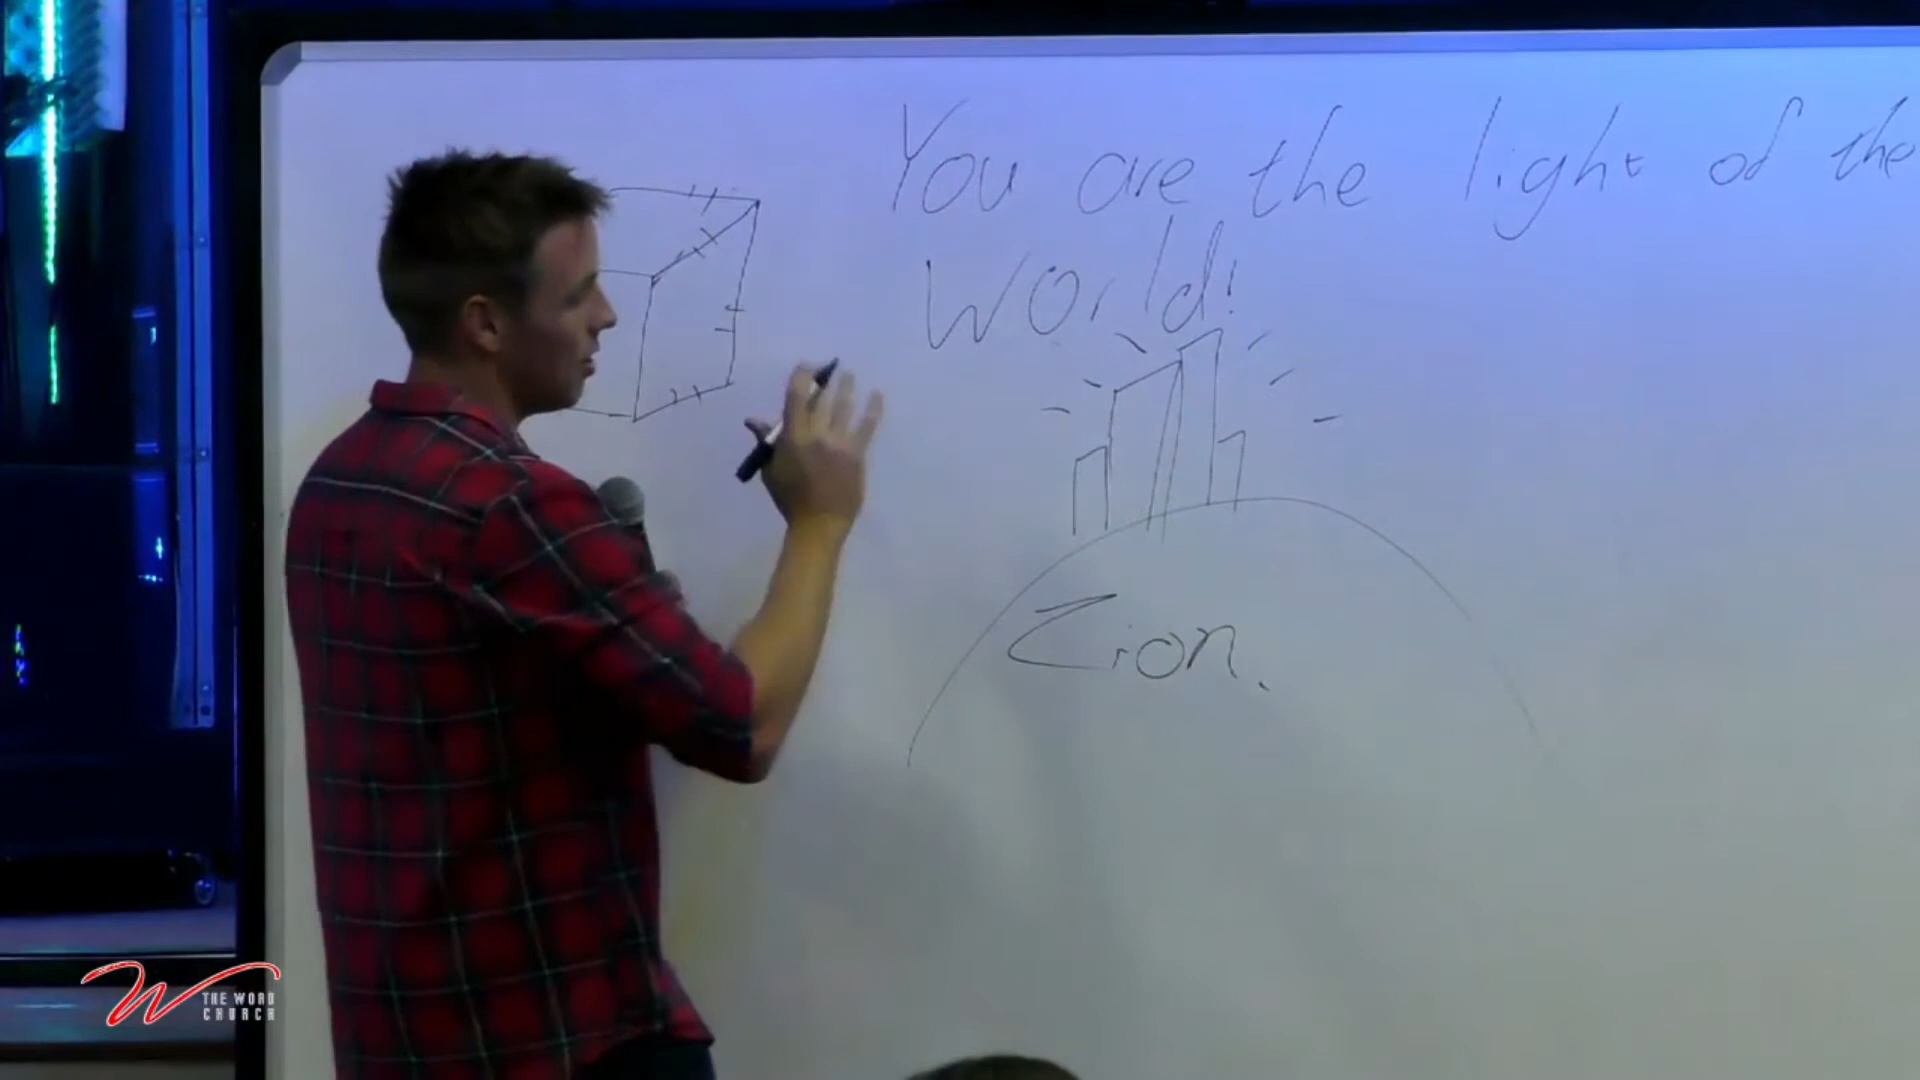 You are the light of the
World!
Zion.
THE WORD
CHURCH